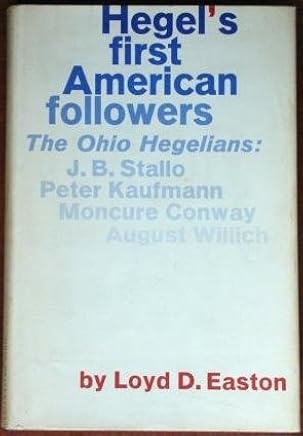 Hegel's
first
American
followers
The Ohio Hegelians:
J. B. Stallo
Peter Kaufmann
Moncure Conway
August Willich
by Loyd D. Easton